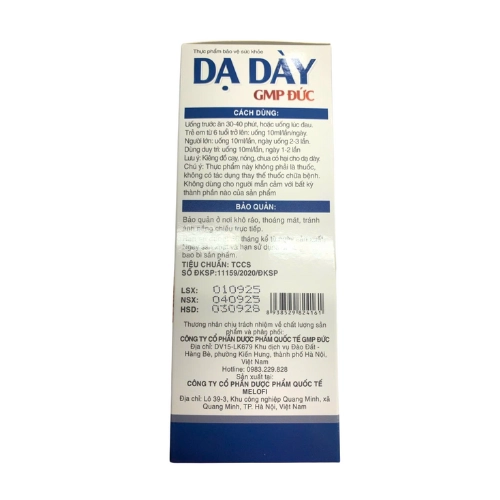 Thực phẩm bảo vệ sức khỏe
DẠ DÀY
GMP ĐỨC
CÁCH DÙNG:
Uống trước ăn 30-40 phút, hoặc uống lúc đau.
Trẻ em từ 6 tuổi trở lên: uống 10ml/lần/ngày.
Người lớn: uống 10ml/lần, ngày uống 2-3 lần.
Dùng duy trì: uống 10ml/lần, ngày 1-2 lần
Lưu ý: Kiêng đồ cay, nóng, chua có hại cho dạ dày.
Chú ý: Thực phẩm này không phải là thuốc,
không có tác dụng thay thế thuốc chữa bệnh.
Không dùng cho người mẫn cảm với bất kỳ
thành phần nào của sản phẩm
BẢO QUẢN:
Bảo quản ở nơi khô ráo, thoáng mát, tránh
ánh nắng chiếu trực tiếp.
tháng kể từ
Ngày sản xuất và hạn sử dụng
bao bì sản phẩm.
TIÊU CHUẨN: TCCS
SỐ ĐKSP:11159/2020/ĐKSP
LSX: 010925
NSX: 040925
HSD: 030928
8 938529 824161
Thương nhân chịu trách nhiệm về chất lượng sản
phẩm và phân phối:
CÔNG TY CỔ PHẦN DƯỢC PHẨM QUỐC TẾ GMP ĐỨC
Địa chỉ: DV15-LK679 Khu dịch vụ Đào Đất -
Hàng Bè, phường Kiến Hưng, thành phố Hà Nội,
Việt Nam
Hotline: 0983.229.828
Sản xuất tại:
CÔNG TY CỔ PHẦN DƯỢC PHẨM QUỐC TẾ
MELOFI
Địa chỉ: Lô 39-3, Khu công nghiệp Quang Minh, xã
Quang Minh, TP. Hà Nội, Việt Nam